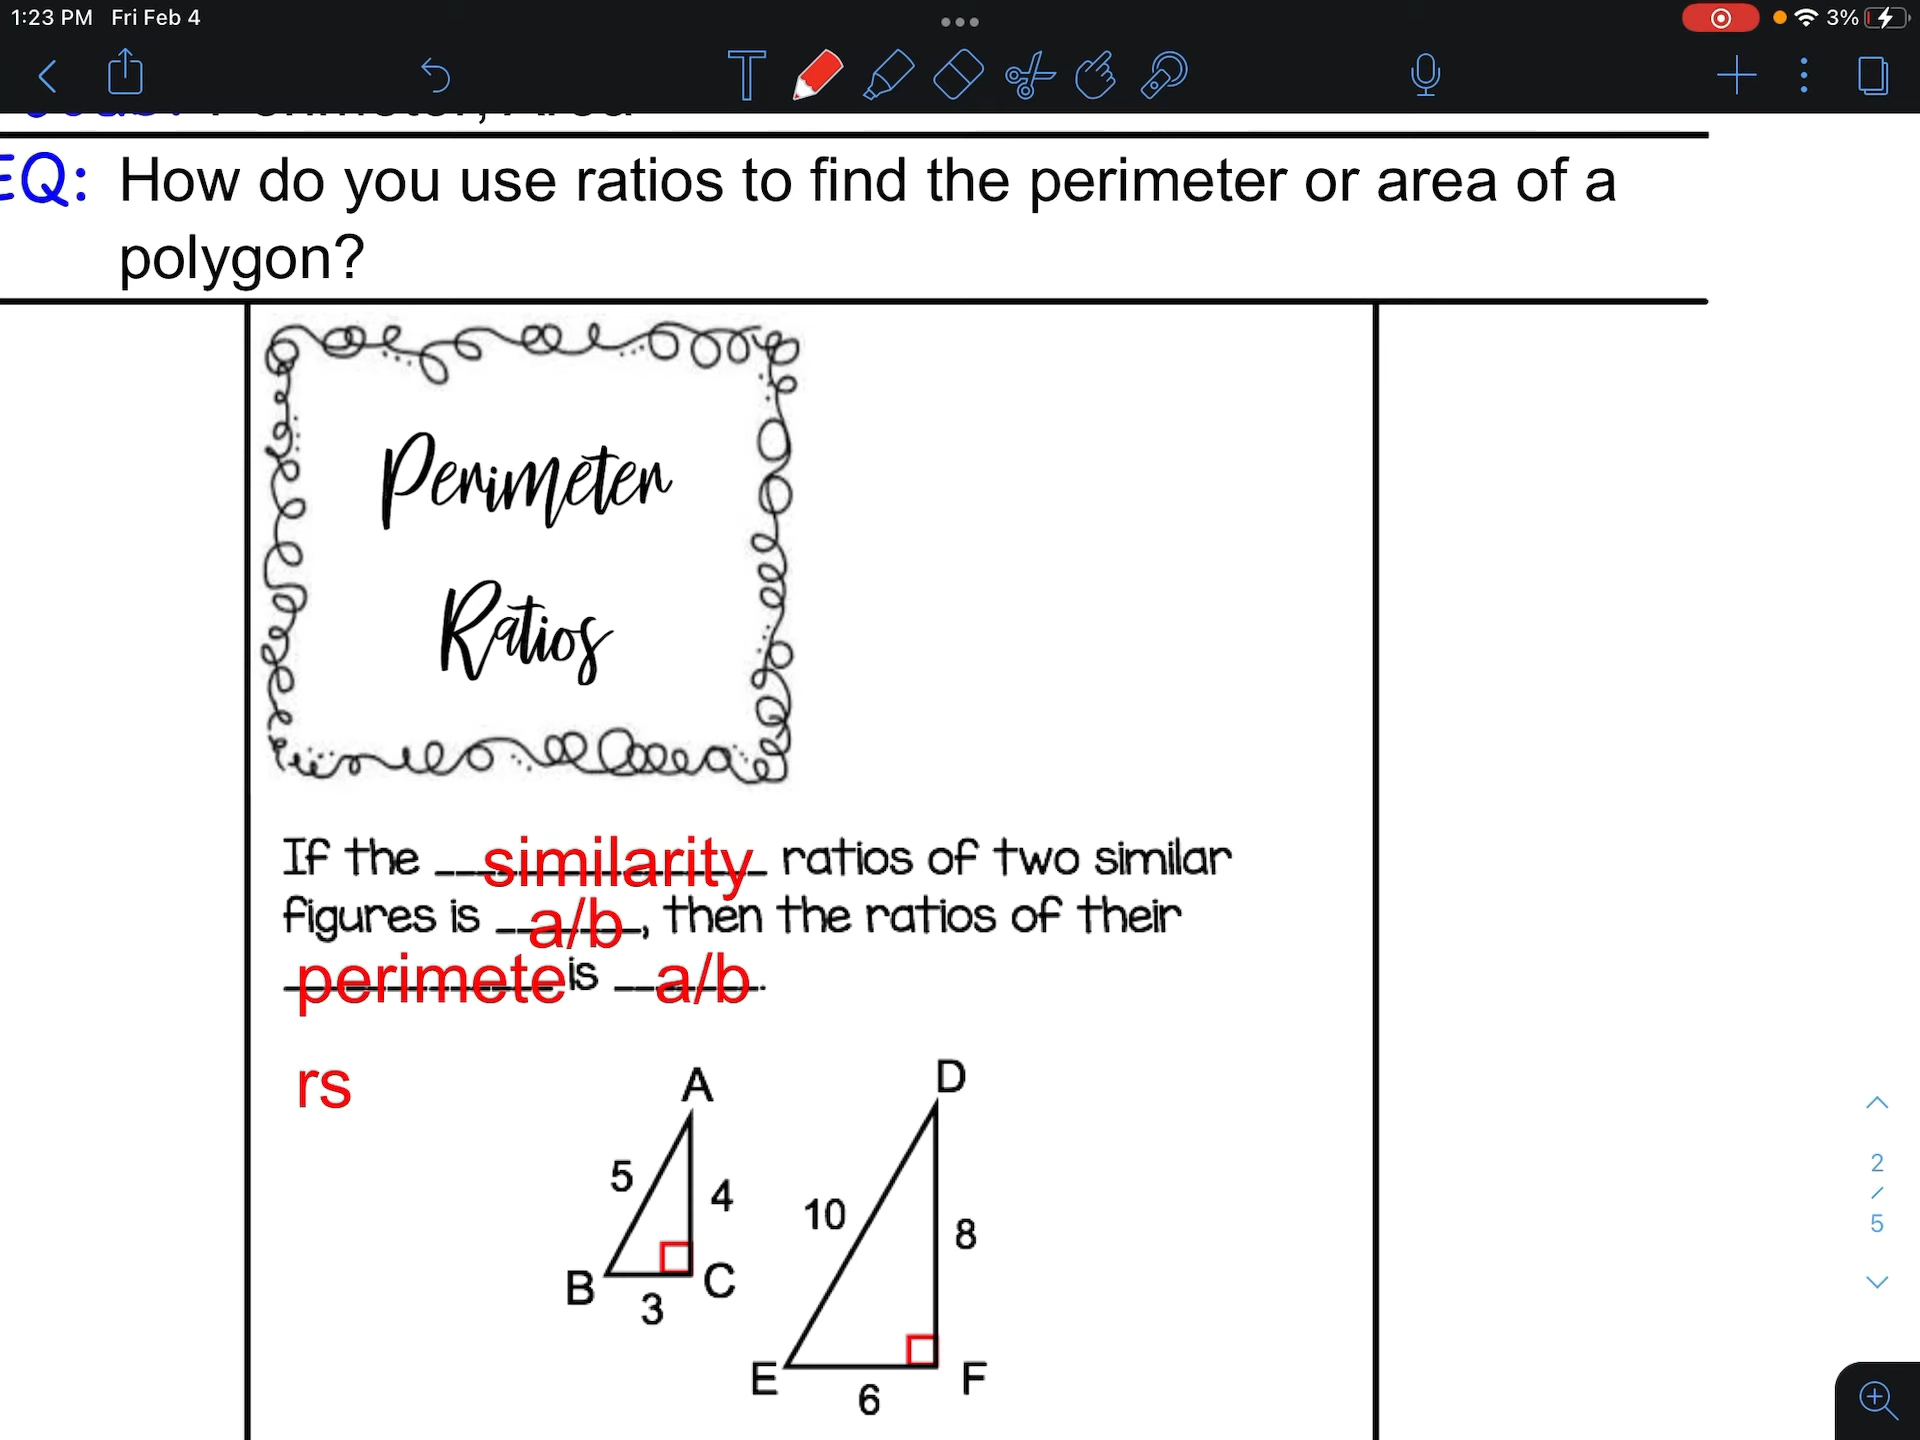 1:23 PM Fri Feb 4
3%
EQ: How do you use ratios to find the perimeter or area of a
polygon?
Perimeter
Ratios
If the similarity ratios of two similar
figures is a/b, then the ratios of their
perimete is a/b.
rs
A
D
5
4
10
8
B
C
3
E
F
6
2
/
5